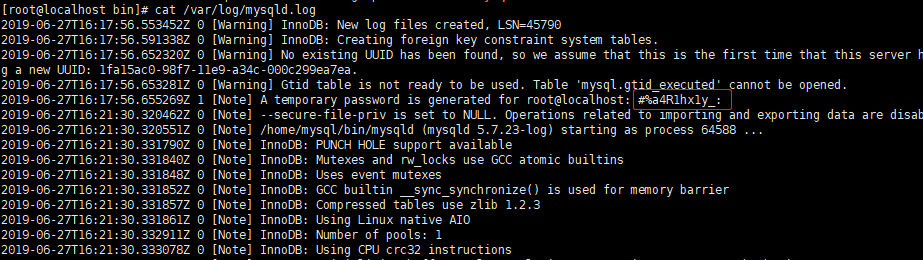 [root@localhost bin]# cat /var/log/mysqld.log
2019-06-27T16:17:56.553452Z 0 [Warning] InnoDB: New log files created, LSN=45790
2019-06-27T16:17:56.591338Z 0 [Warning] InnoDB: Creating foreign key constraint system tables.
2019-06-27T16:17:56.652320Z 0 [Warning] No existing UUID has been found, so we assume that this is the first time that this server h
g a new UUID: 1fa15ac0-98f7-11e9-a34c-000c299ea7ea.
2019-06-27T16:17:56.653281Z 0 [Warning] Gtid table is not ready to be used. Table 'mysql.gtid_executed' cannot be opened.
2019-06-27T16:17:56.655269Z 1 [Note] A temporary password is generated for root@localhost: #%a4R1hx1y_:
2019-06-27T16:21:30.320462Z 0 [Note] --secure-file-priv is set to NULL. Operations related to importing and exporting data are disab
2019-06-27T16:21:30.320551Z 0 [Note] /home/mysql/bin/mysqld (mysqld 5.7.23-log) starting as process 64588 ...
2019-06-27T16:21:30.331790Z 0 [Note] InnoDB: PUNCH HOLE support available
2019-06-27T16:21:30.331840Z 0 [Note] InnoDB: Mutexes and rw_locks use GCC atomic builtins
2019-06-27T16:21:30.331848Z 0 [Note] InnoDB: Uses event mutexes
2019-06-27T16:21:30.331852Z 0 [Note] InnoDB: GCC builtin __sync_synchronize() is used for memory barrier
2019-06-27T16:21:30.331857Z 0 [Note] InnoDB: Compressed tables use zlib 1.2.3
2019-06-27T16:21:30.331861Z 0 [Note] InnoDB: Using Linux native AIO
2019-06-27T16:21:30.332911Z 0 [Note] InnoDB: Number of pools: 1
2019-06-27T16:21:30.333078Z 0 [Note] InnoDB: Using CPU crc32 instructions